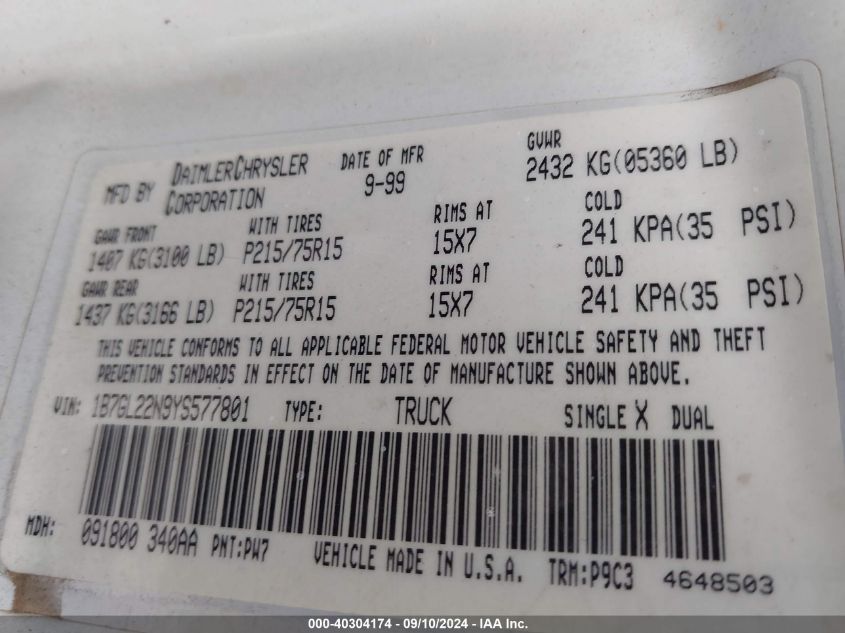 MFD BY DAIMLERCHRYSLER CORPORATION DATE OF MFR 9-99 GVWR 2432 KG(05360 LB)
GAWR FRONT WITH TIRES RIMS AT COLD
1407 KG(3100 LB) P215/75R15 15X7 241 KPA(35 PSI)
GAWR REAR WITH TIRES RIMS AT COLD
1437 KG(3166 LB) P215/75R15 15X7 241 KPA(35 PSI)
THIS VEHICLE CONFORMS TO ALL APPLICABLE FEDERAL MOTOR VEHICLE SAFETY AND THEFT
PREVENTION STANDARDS IN EFFECT ON THE DATE OF MANUFACTURE SHOWN ABOVE.
VIN: 1B7GL22N9YS577801 TYPE: TRUCK SINGLE X DUAL
MDH: 091800 340AA PNT:PW7 VEHICLE MADE IN U.S.A. TRM:P9C3 4648503
000-40304174 - 09/10/2024 - IAA Inc.